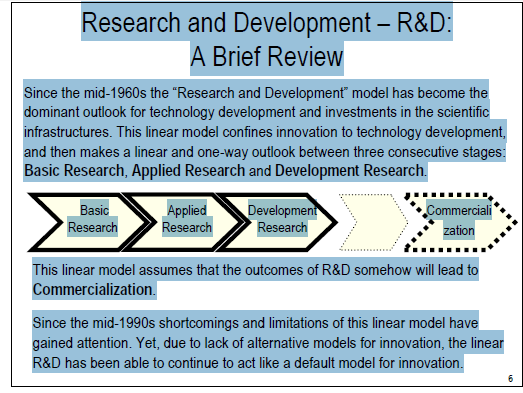 Research and Development – R&D:
A Brief Review
Since the mid-1960s the “Research and Development” model has become the
dominant outlook for technology development and investments in the scientific
infrastructures. This linear model confines innovation to technology development,
and then makes a linear and one-way outlook between three consecutive stages:
Basic Research, Applied Research and Development Research.
Basic
Research
Applied
Research
Development
Research
Commerciali
zation
This linear model assumes that the outcomes of R&D somehow will lead to
Commercialization.
Since the mid-1990s shortcomings and limitations of this linear model have
gained attention. Yet, due to lack of alternative models for innovation, the linear
R&D has been able to continue to act like a default model for innovation.
6